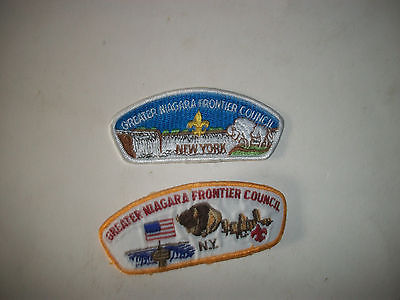 GREATER NIAGARA FRONTIER COUNCIL
NEW YORK
GREATER NIAGARA FRONTIER COUNCIL
N.Y.